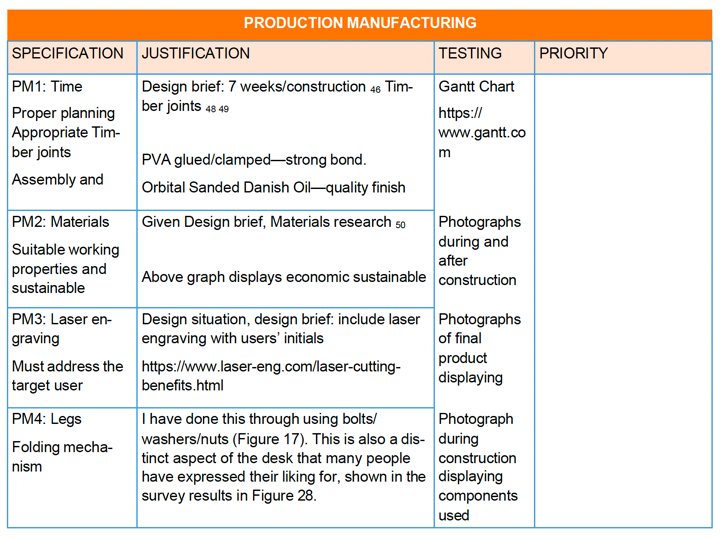 PRODUCTION MANUFACTURING
SPECIFICATION
JUSTIFICATION
TESTING
PRIORITY
PM1: Time
Proper planning
Appropriate Tim-
ber joints
Assembly and
Design brief: 7 weeks/construction 46 Tim-
ber joints 48 49
PVA glued/clamped—strong bond.
Orbital Sanded Danish Oil—quality finish
Gantt Chart
https://
www.gantt.co
m
PM2: Materials
Suitable working
properties and
sustainable
Given Design brief, Materials research 50
Above graph displays economic sustainable
Photographs
during and
after
construction
PM3: Laser en-
graving
Must address the
target user
Design situation, design brief: include laser
engraving with users’ initials
https://www.laser-eng.com/laser-cutting-
benefits.html
Photographs
of final
product
displaying
PM4: Legs
Folding mecha-
nism
I have done this through using bolts/
washers/nuts (Figure 17). This is also a dis-
tinct aspect of the desk that many people
have expressed their liking for, shown in the
survey results in Figure 28.
Photograph
during
construction
displaying
components
used